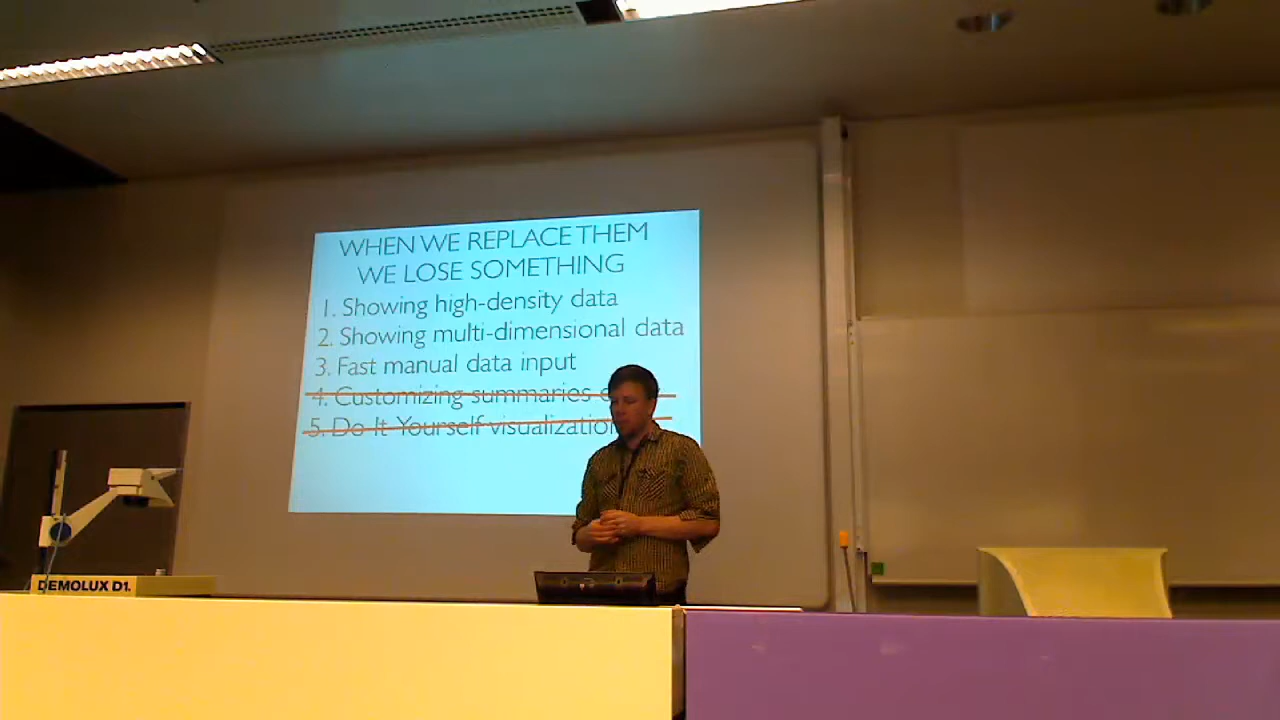 WHEN WE REPLACE THEM
WE LOSE SOMETHING
1. Showing high-density data
2. Showing multi-dimensional data
3. Fast manual data input
4. Customizing summaries
5. Do It Yourself
DEMOLUX D1.